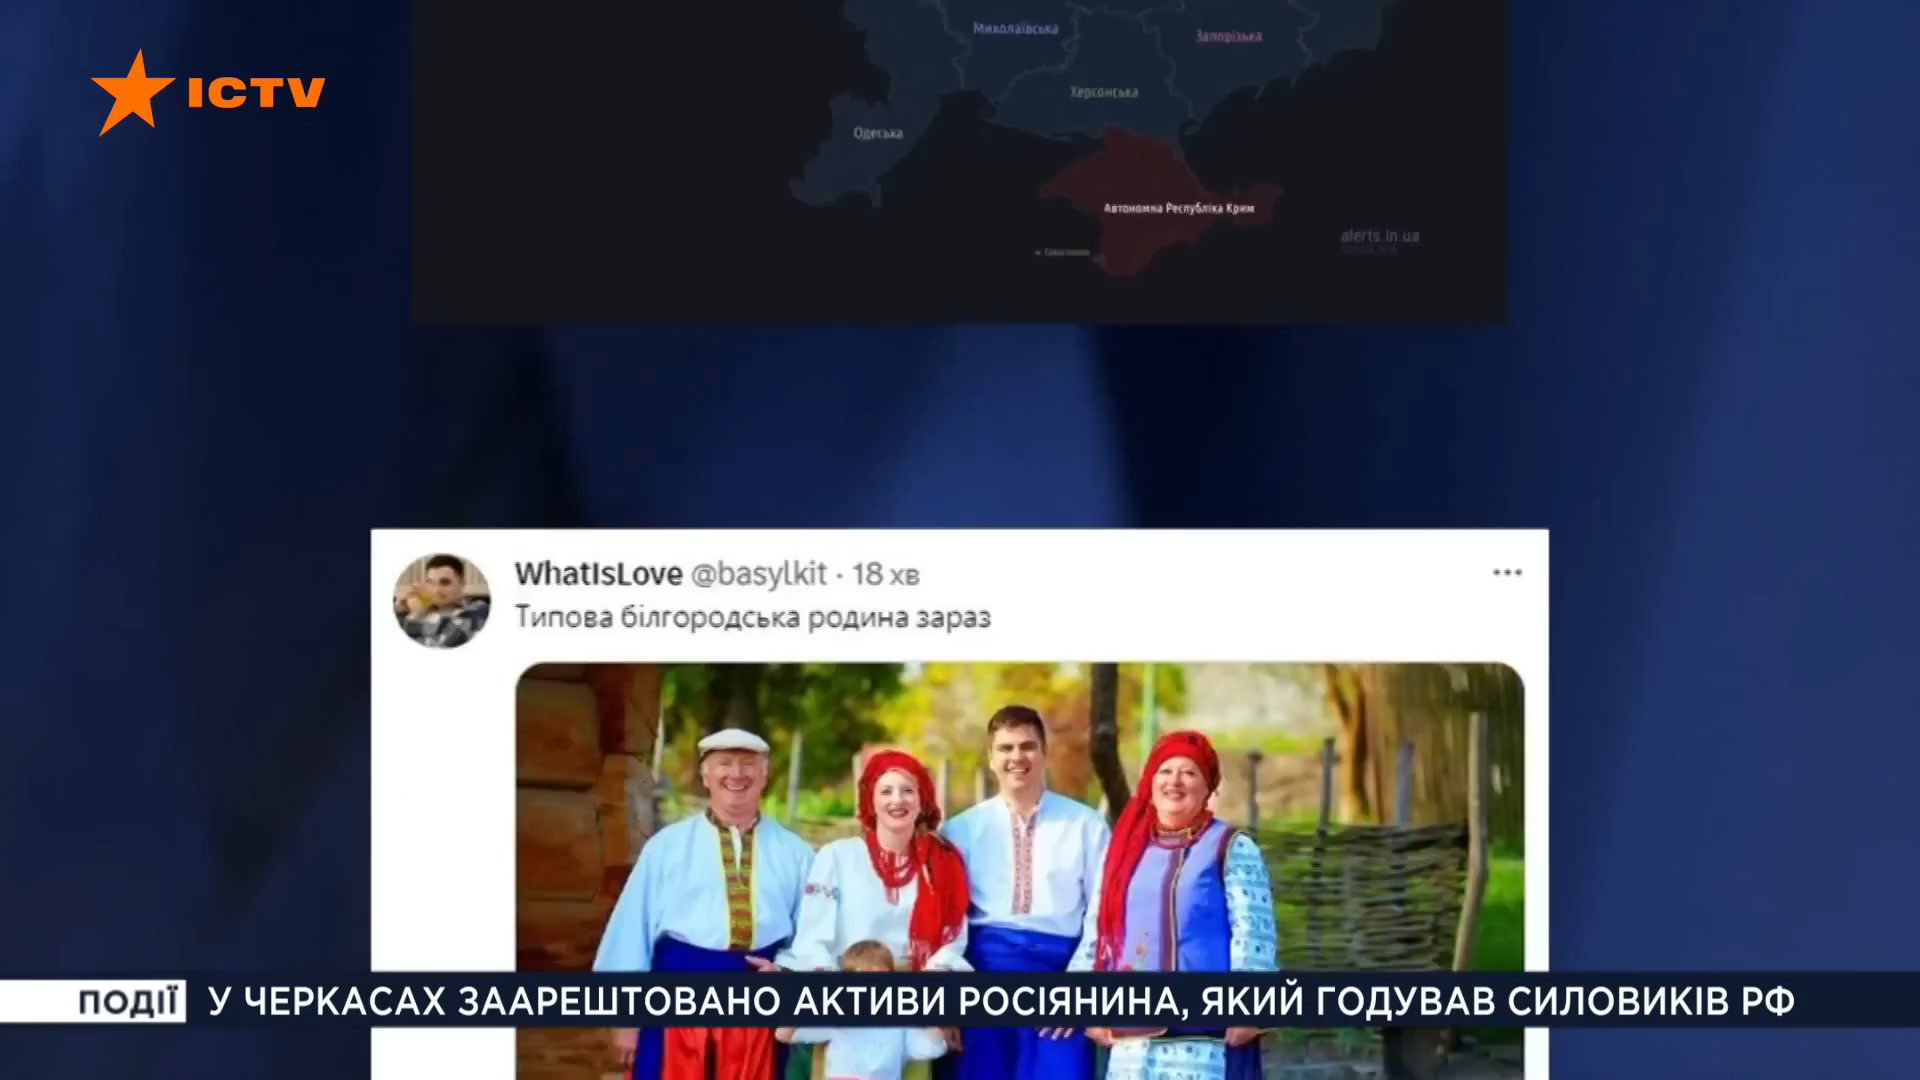 Миколаївська
Запорізька
ICTV
Херсонська
Одеська
Автономна Республіка Крим
alerts.in.ua
WhatIsLove @basylkit · 18 хв
Типова білгородська родина зараз
ПОДІЇ У ЧЕРКАСАХ ЗААРЕШТОВАНО АКТИВИ РОСІЯНИНА, ЯКИЙ ГОДУВАВ СИЛОВИКІВ РФ